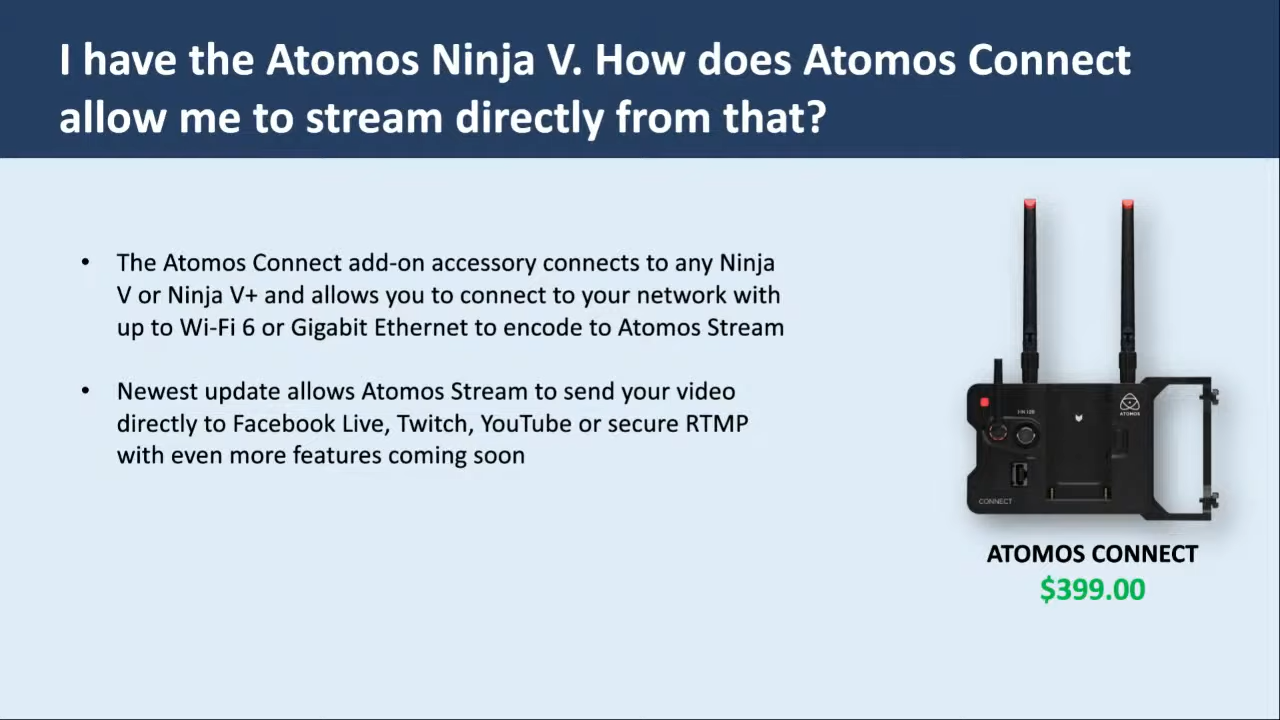 I have the Atomos Ninja V. How does Atomos Connect
allow me to stream directly from that?
• The Atomos Connect add-on accessory connects to any Ninja
V or Ninja V+ and allows you to connect to your network with
up to Wi-Fi 6 or Gigabit Ethernet to encode to Atomos Stream
• Newest update allows Atomos Stream to send your video
directly to Facebook Live, Twitch, YouTube or secure RTMP
with even more features coming soon
ATOMOS
CONNECT
ATOMOS CONNECT
$399.00